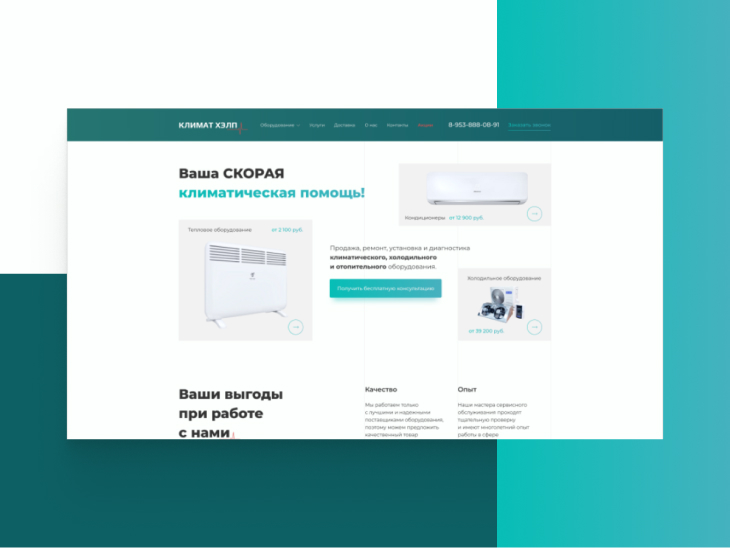 КЛИМАТ ХЭЛП
Оборудование Услуги Доставка О нас Контакты Акции 8-953-888-08-91 Заказать звонок
Ваша СКОРАЯ
климатическая помощь!
Кондиционеры от 12 900 руб.
Тепловое оборудование от 2 100 руб.
Продажа, ремонт, установка и диагностика
климатического, холодильного
и отопительного оборудования.
Получить бесплатную консультацию
Холодильное оборудование
от 39 200 руб.
Ваши выгоды
при работе
с нами
Качество
Мы работаем только
с лучшими и надежными
поставщиками оборудования,
поэтому можем предложить
качественный товар
Опыт
Наши мастера сервисного
обслуживания проходят
тщательную проверку
и имеют многолетний опыт
работы в сфере